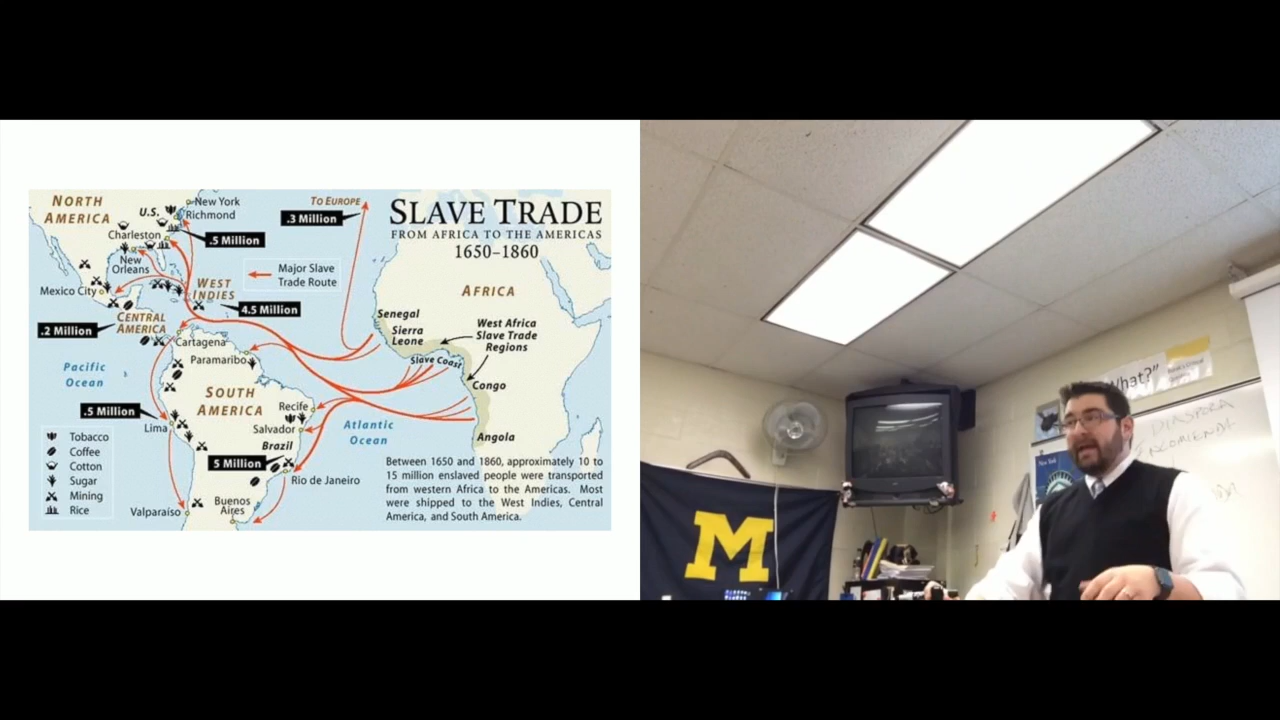 SLAVE TRADE
FROM AFRICA TO THE AMERICAS
1650–1860
NORTH
AMERICA
U.S.
New York
Richmond
TO EUROPE
.3 Million
.5 Million
Charleston
New
Orleans
Major Slave
Trade Route
WEST
INDIES
4.5 Million
Mexico City
.2 Million
CENTRAL
AMERICA
Cartagena
Paramaribo
AFRICA
Senegal
Sierra
Leone
West Africa
Slave Trade
Regions
Slave Coast
Congo
Angola
Pacific
Ocean
SOUTH
AMERICA
.5 Million
Lima
Recife
Salvador
Brazil
5 Million
Rio de Janeiro
Atlantic
Ocean
Buenos
Aires
Valparaíso
Tobacco
Coffee
Cotton
Sugar
Mining
Rice
Between 1650 and 1860, approximately 10 to
15 million enslaved people were transported
from western Africa to the Americas. Most
were shipped to the West Indies, Central
America, and South America.
M
What?"
New York
DIASPORA